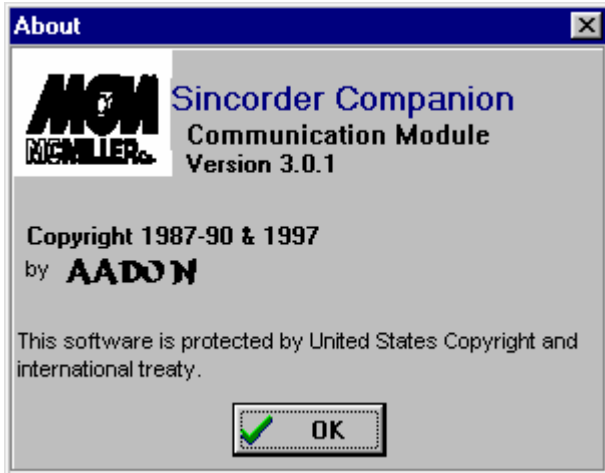 About
MCM
MCMILLER Co.
Sincorder Companion
Communication Module
Version 3.0.1
Copyright 1987-90 & 1997
by AADON
This software is protected by United States Copyright and
international treaty.
OK